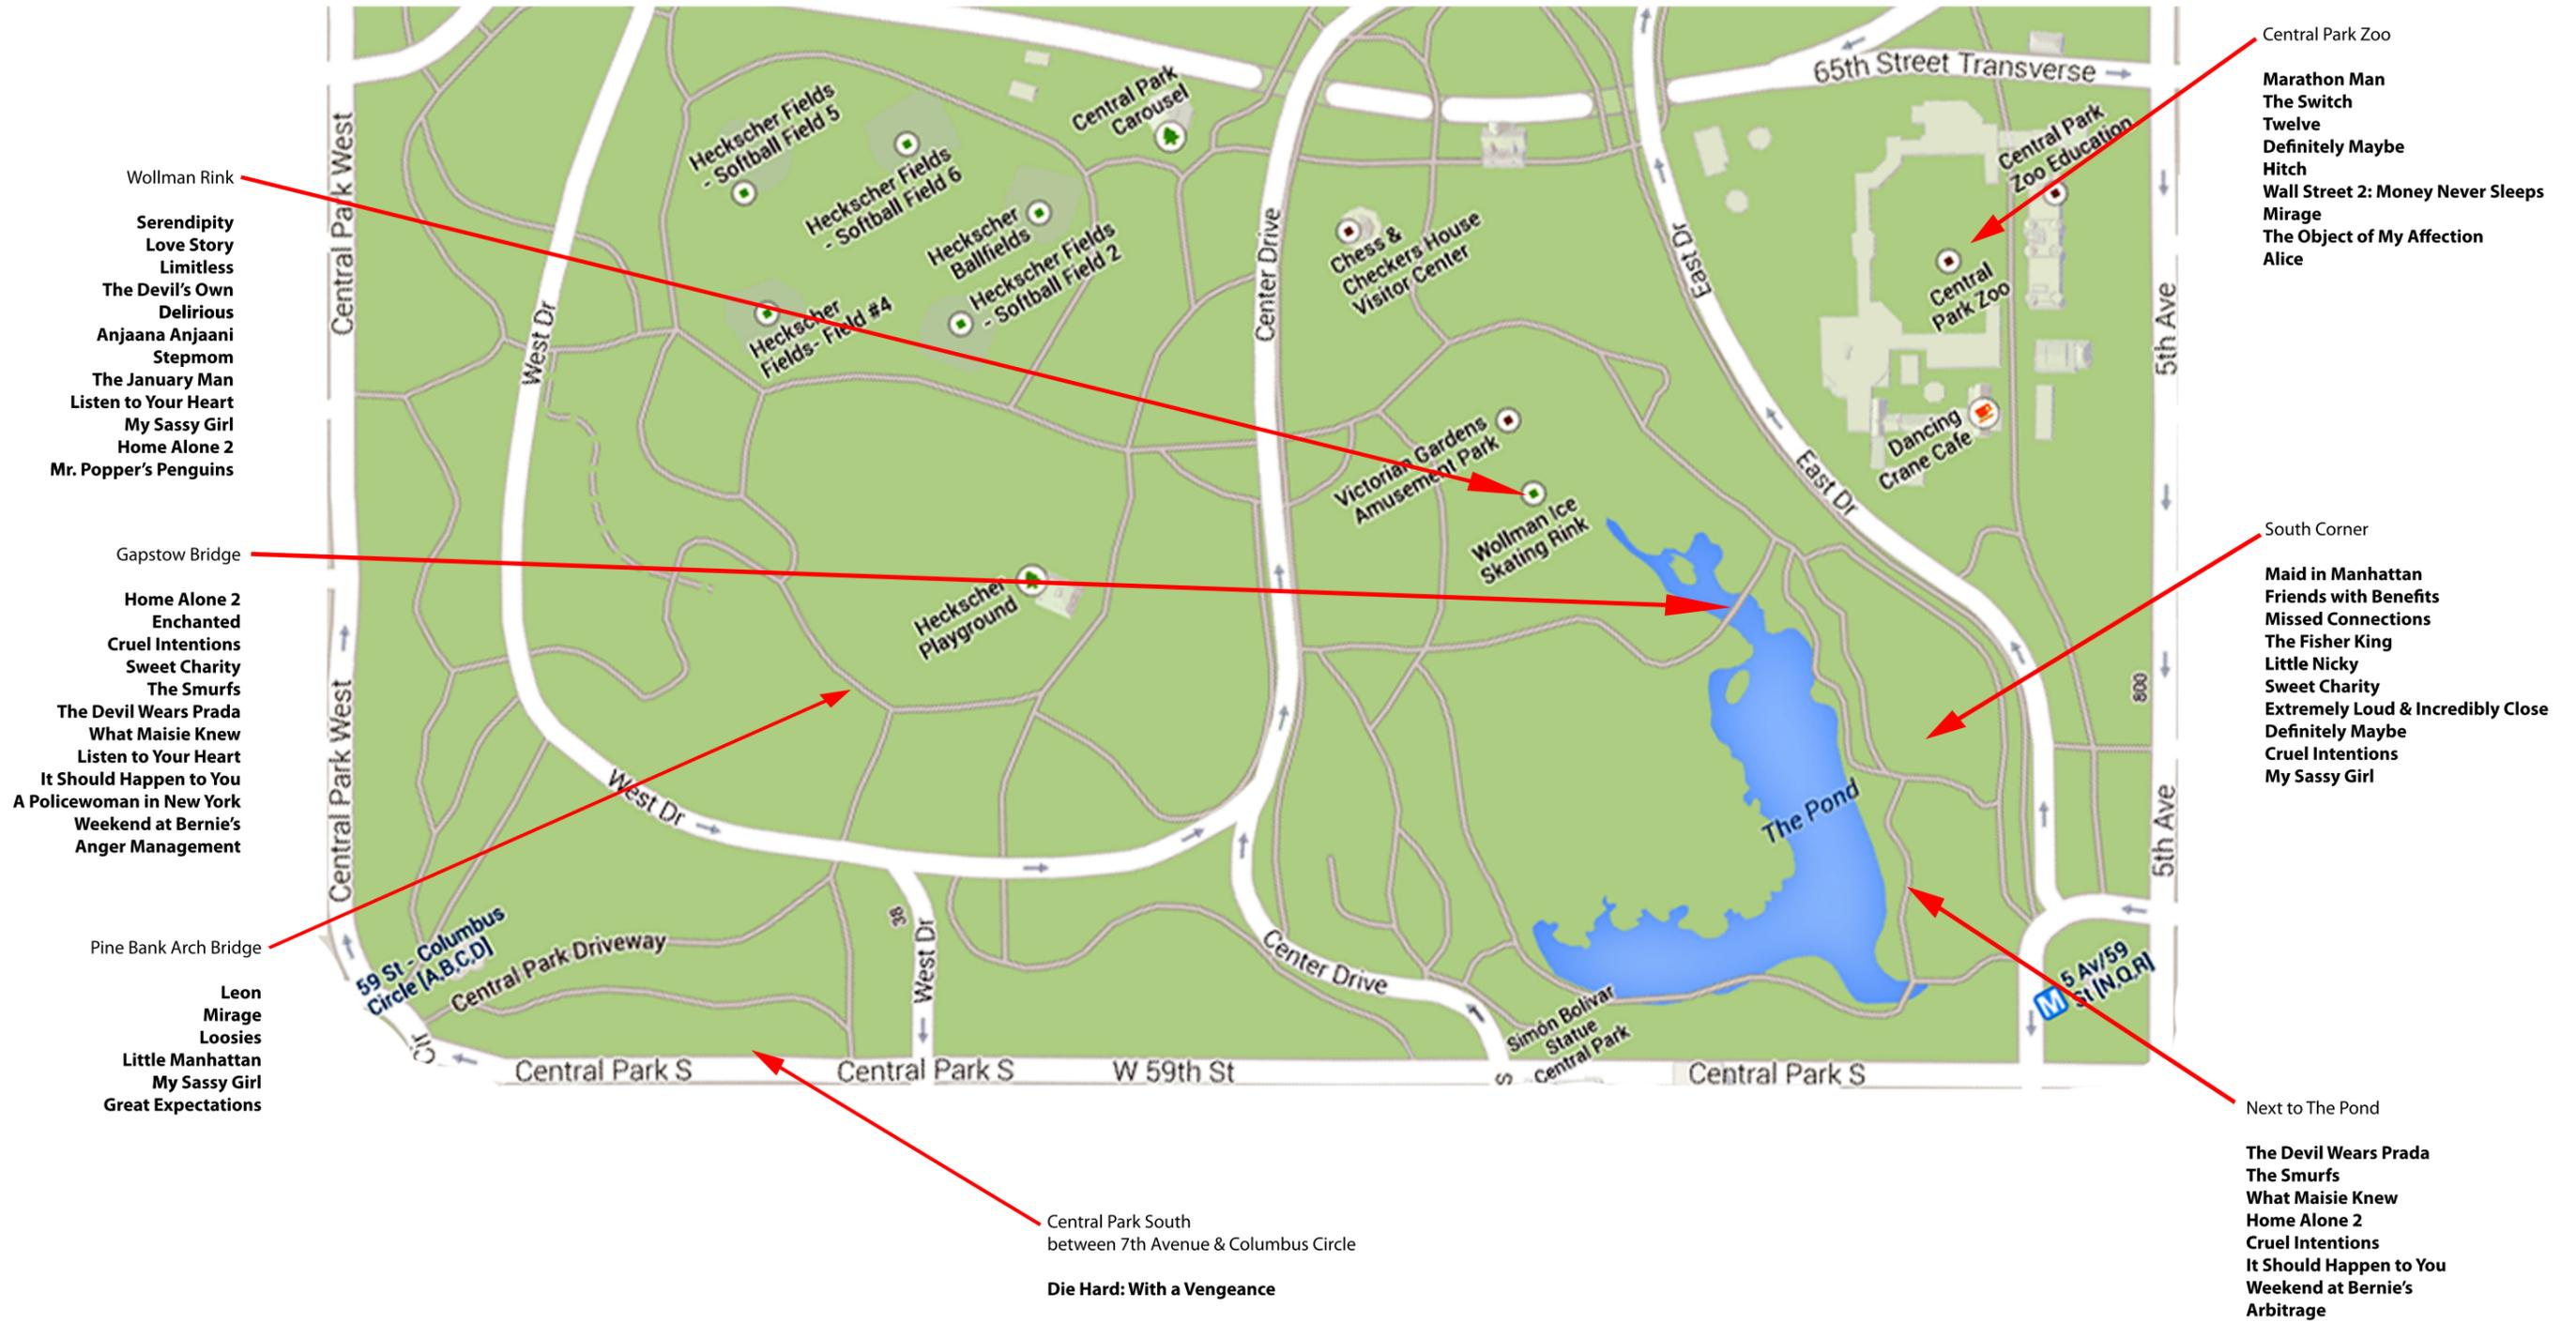 Wollman Rink
Serendipity
Love Story
Limitless
The Devil’s Own
Delirious
Anjaana Anjaani
Stepmom
The January Man
Listen to Your Heart
My Sassy Girl
Home Alone 2
Mr. Popper’s Penguins
Gapstow Bridge
Home Alone 2
Enchanted
Cruel Intentions
Sweet Charity
The Smurfs
The Devil Wears Prada
What Maisie Knew
Listen to Your Heart
It Should Happen to You
A Policewoman in New York
Weekend at Bernie’s
Anger Management
Pine Bank Arch Bridge
Leon
Mirage
Loosies
Little Manhattan
My Sassy Girl
Great Expectations
Central Park West
Central Park West
West Dr
Heckscher Fields
- Softball Field 5
Heckscher Fields
- Softball Field 6
Central Park
Carousel
Heckscher
Ballfields
Heckscher Fields
- Softball Field 2
Heckscher
Fields- Field #4
Center Drive
Chess &
Checkers House
Visitor Center
65th Street Transverse
East Dr
Central Park
Zoo Education
Central
Park Zoo
5th Ave
Dancing
Crane Cafe
East Dr
Victorian Gardens
Amusement Park
Wollman Ice
Skating Rink
Heckscher
Playground
800
The Pond
5th Ave
West Dr
59 St - Columbus
Circle [A,B,C,D]
Central Park Driveway
38
West Dr
Center Drive
Simón Bolívar
Statue
Central Park
M
5 Av/59
St [N,Q,R]
Cir
Central Park S
Central Park S
W 59th St
S
Central Park S
Central Park South
between 7th Avenue & Columbus Circle
Die Hard: With a Vengeance
Central Park Zoo
Marathon Man
The Switch
Twelve
Definitely Maybe
Hitch
Wall Street 2: Money Never Sleeps
Mirage
The Object of My Affection
Alice
South Corner
Maid in Manhattan
Friends with Benefits
Missed Connections
The Fisher King
Little Nicky
Sweet Charity
Extremely Loud & Incredibly Close
Definitely Maybe
Cruel Intentions
My Sassy Girl
Next to The Pond
The Devil Wears Prada
The Smurfs
What Maisie Knew
Home Alone 2
Cruel Intentions
It Should Happen to You
Weekend at Bernie’s
Arbitrage